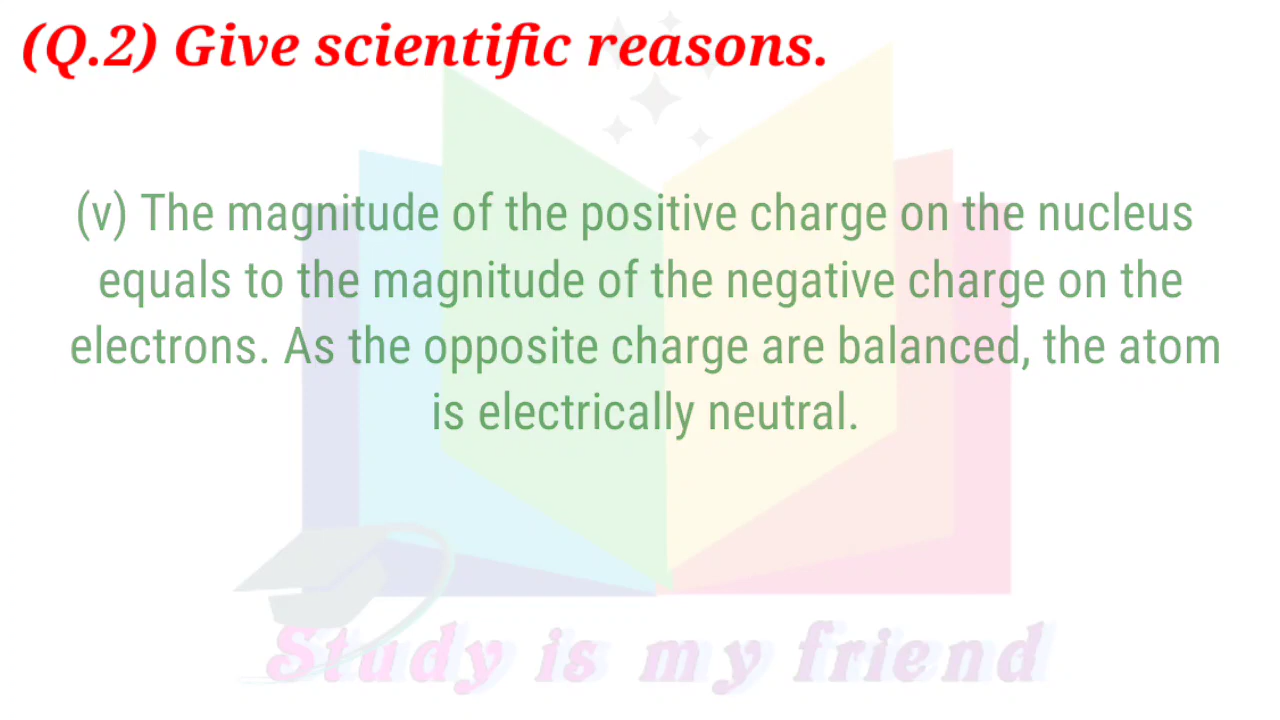 (Q.2) Give scientific reasons.
(v) The magnitude of the positive charge on the nucleus
equals to the magnitude of the negative charge on the
electrons. As the opposite charge are balanced, the atom
is electrically neutral.
Study is my friend